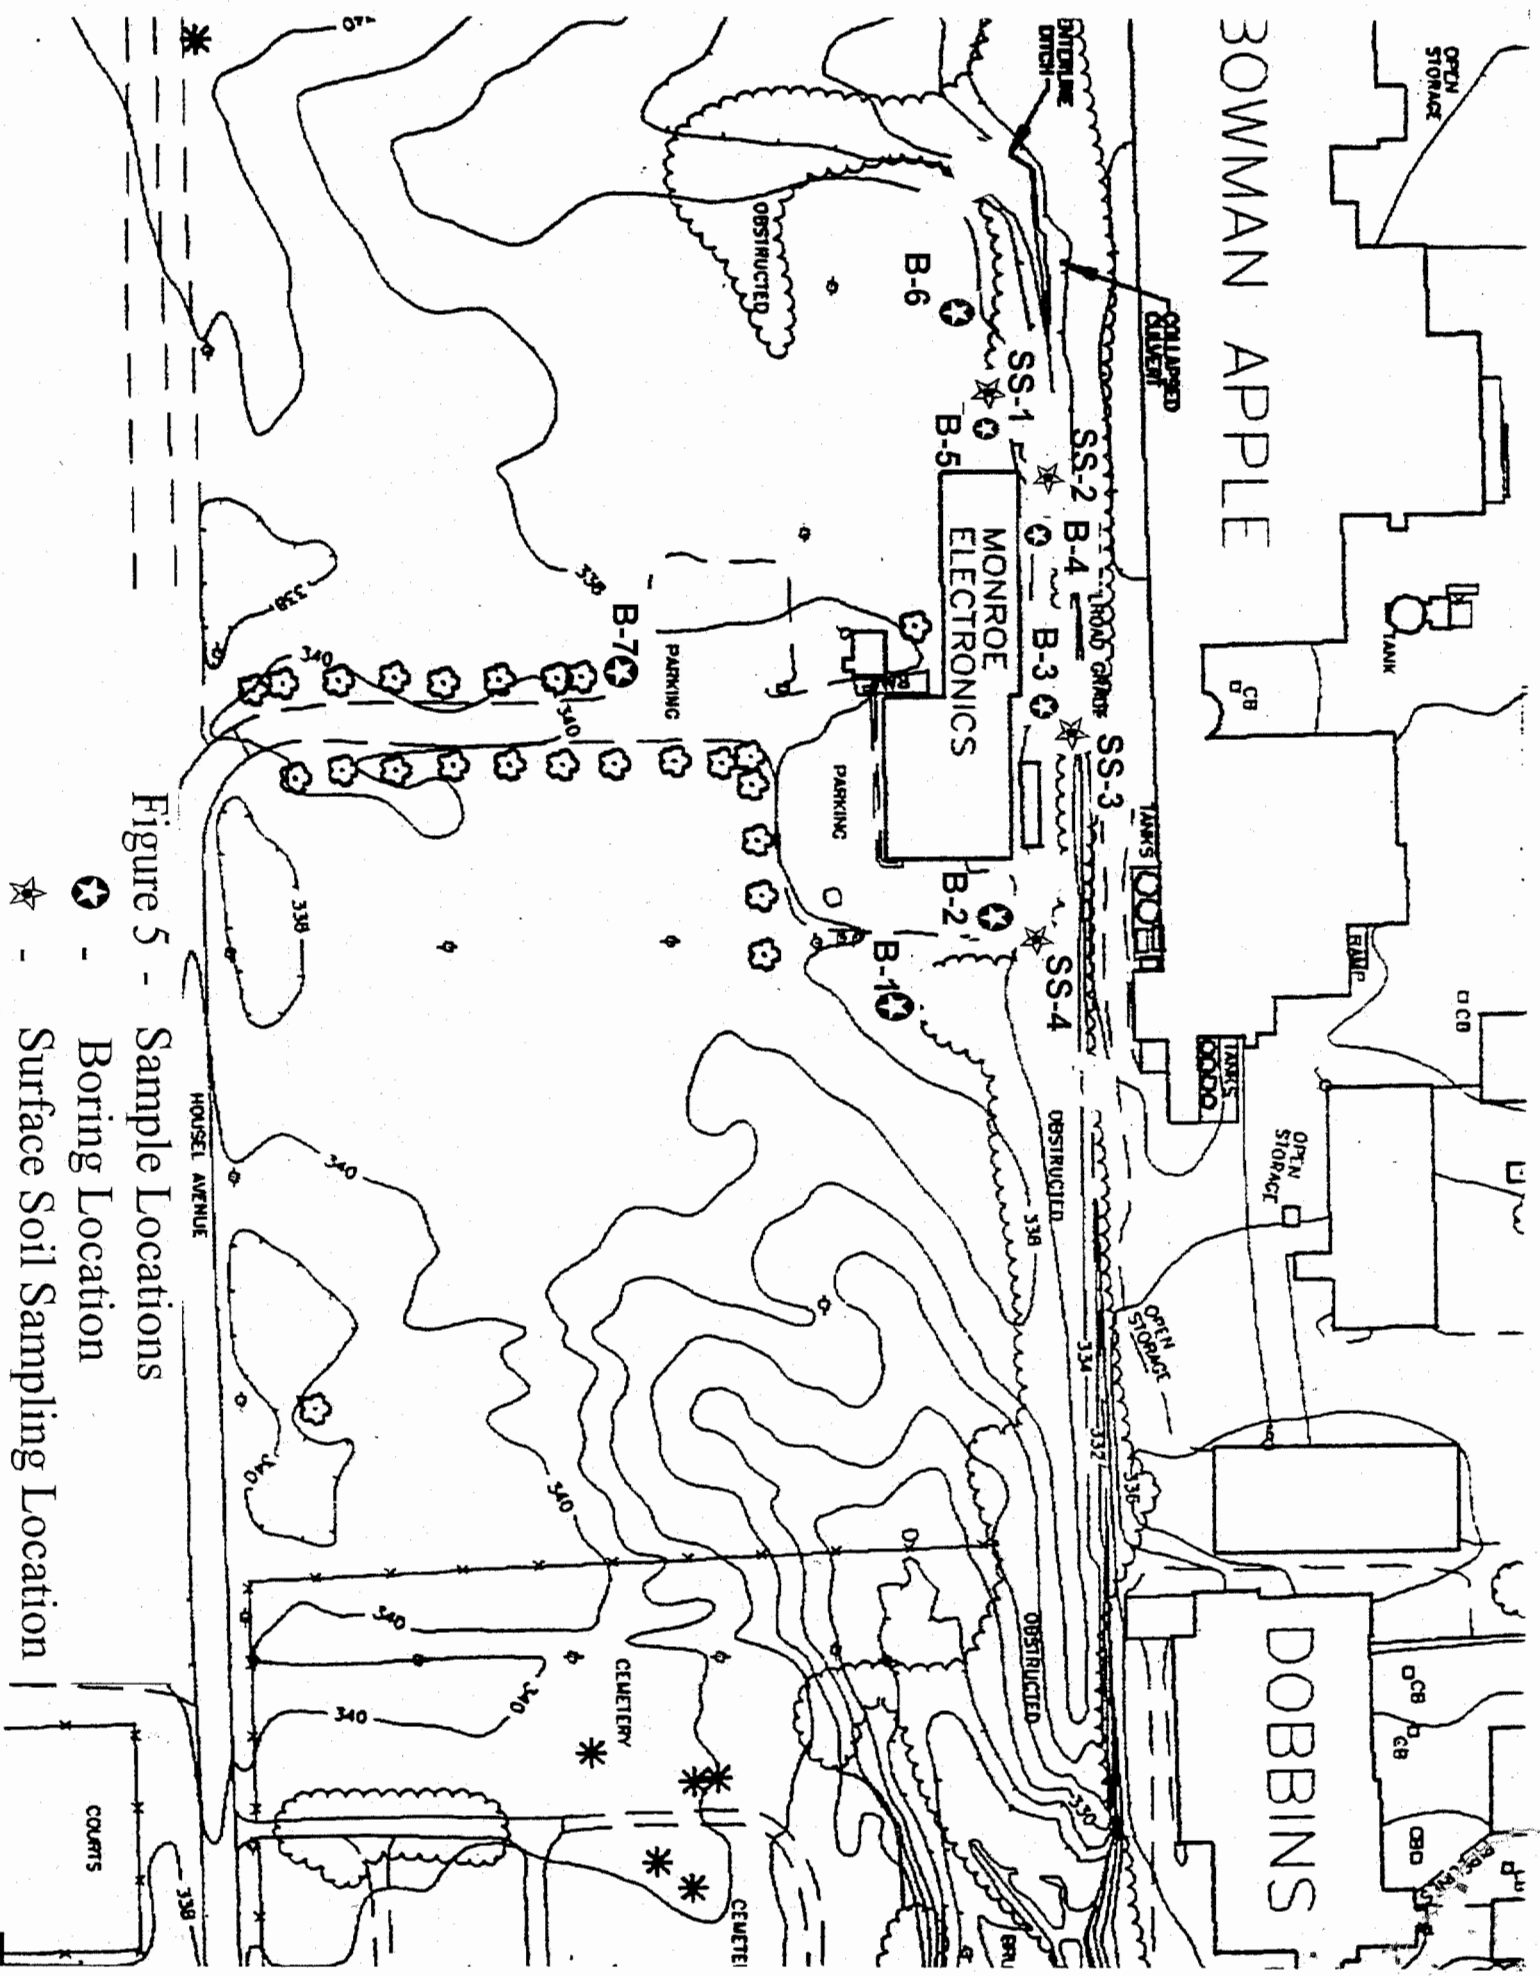 BOWMAN APPLE
DOBBINS
OPEN
STORAGE
TANK
CB
RAMP
CB
TANKS
TANKS
OPEN
STORAGE
OPEN
STORAGE
CB
CB
INTERLINE
DITCH
COLLAPSED
CULVERT
ROAD GRADE
SS-1
SS-2
SS-3
SS-4
B-6
B-5
B-4
B-3
B-2
B-1
B-7
MONROE
ELECTRONICS
OBSTRUCTED
OBSTRUCTED
OBSTRUCTED
PARKING
PARKING
338
338
338
338
338
340
340
340
340
340
340
340
340
334
332
336
330
CEMETERY
CEMETE
HOUSEL AVENUE
COURTS
Figure 5 - Sample Locations
- Boring Location
- Surface Soil Sampling Location